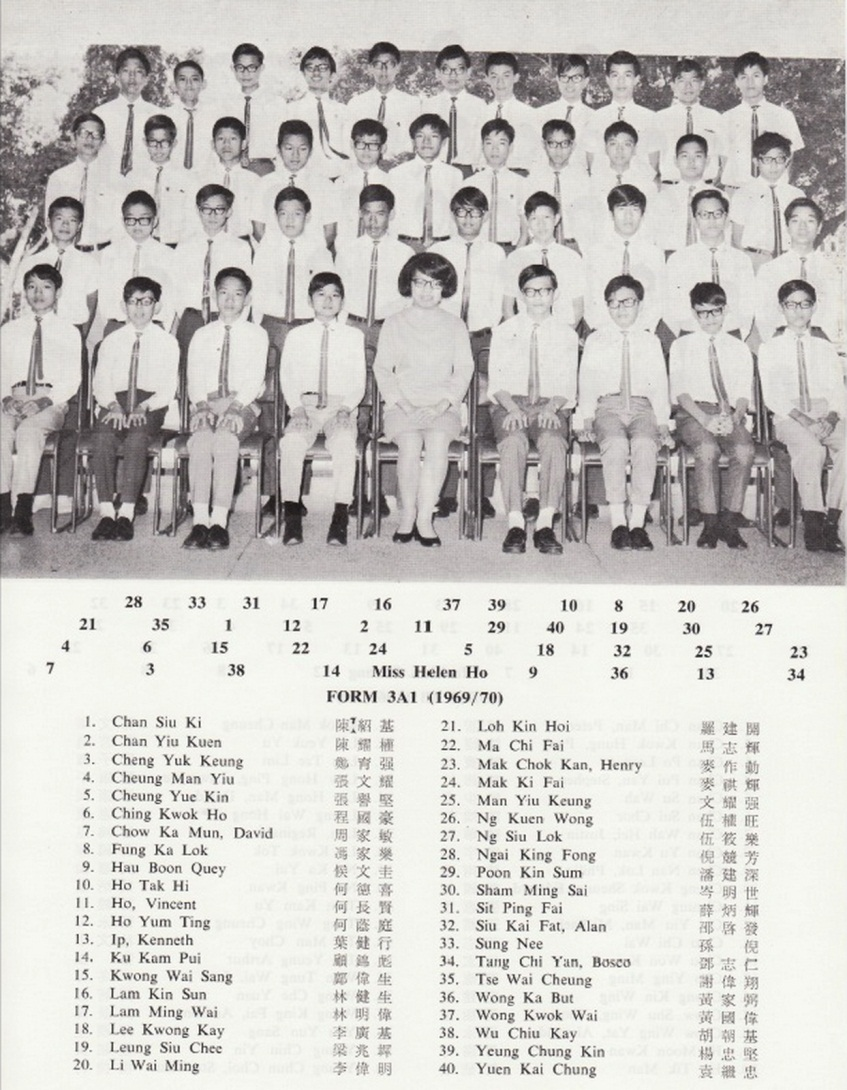 28 33 31 17 16 37 39 10 8 20 26
21 35 1 12 2 11 29 40 19 30 27
4 6 15 22 24 5 18 32 25 23
7 3 38 14 Miss Helen Ho 9 36 13 34
FORM 3A1 (1969/70)
1. Chan Siu Ki 陳紹基
2. Chan Yiu Kuen 陳耀權
3. Cheng Yuk Keung 鄭育强
4. Cheung Man Yiu 張文耀
5. Cheung Yue Kin 張譽堅
6. Ching Kwok Ho 程國豪
7. Chow Ka Mun, David 周家敏
8. Fung Ka Lok 馮家樂
9. Hau Boon Quey 侯文圭
10. Ho Tak Hi 何德喜
11. Ho, Vincent 何長賢
12. Ho Yum Ting 何蔭庭
13. Ip, Kenneth 葉健行
14. Ku Kam Pui 顧錦彪
15. Kwong Wai Sang 鄺偉生
16. Lam Kin Sun 林健生
17. Lam Ming Wai 林明偉
18. Lee Kwong Kay 李廣基
19. Leung Siu Chee 梁兆
20. Li Wai Ming 李偉明
21. Loh Kin Hoi 羅建開
22. Ma Chi Fai 馬志輝
23. Mak Chok Kan, Henry 麥作勤
24. Mak Ki Fai 麥祺輝
25. Man Yiu Keung 文耀强
26. Ng Kuen Wong 伍權旺
27. Ng Siu Lok 伍筱樂
28. Ngai King Fong 倪競芳
29. Poon Kin Sum 潘建深
30. Sham Ming Sai 岑明世
31. Sit Ping Fai 薛炳輝
32. Siu Kai Fat, Alan 邵啓發
33. Sung Nee 孫倪
34. Tang Chi Yan, Bosco 鄧志仁
35. Tse Wai Cheung 謝偉翔
36. Wong Ka But 黃家弼
37. Wong Kwok Wai 黃國偉
38. Wu Chiu Kay 胡朝基
39. Yeung Chung Kin 楊忠堅
40. Yuen Kai Chung 袁繼忠